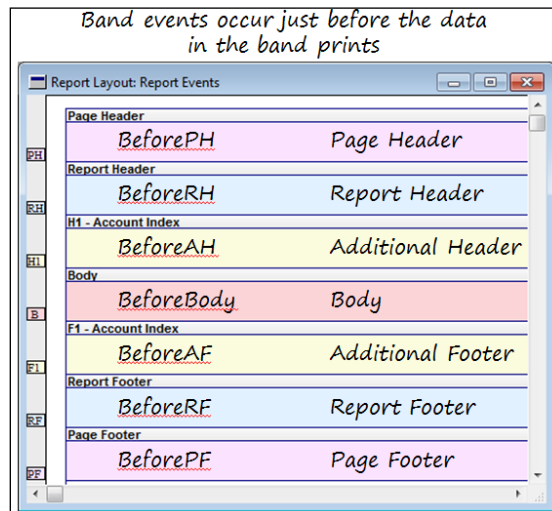 Band events occur just before the data
in the band prints
Report Layout: Report Events
Page Header
BeforePH Page Header
PH
Report Header
BeforeRH Report Header
RH
H1 - Account Index
BeforeAH Additional Header
H1
Body
BeforeBody Body
B
F1 - Account Index
BeforeAF Additional Footer
F1
Report Footer
BeforeRF Report Footer
RF
Page Footer
BeforePF Page Footer
PF